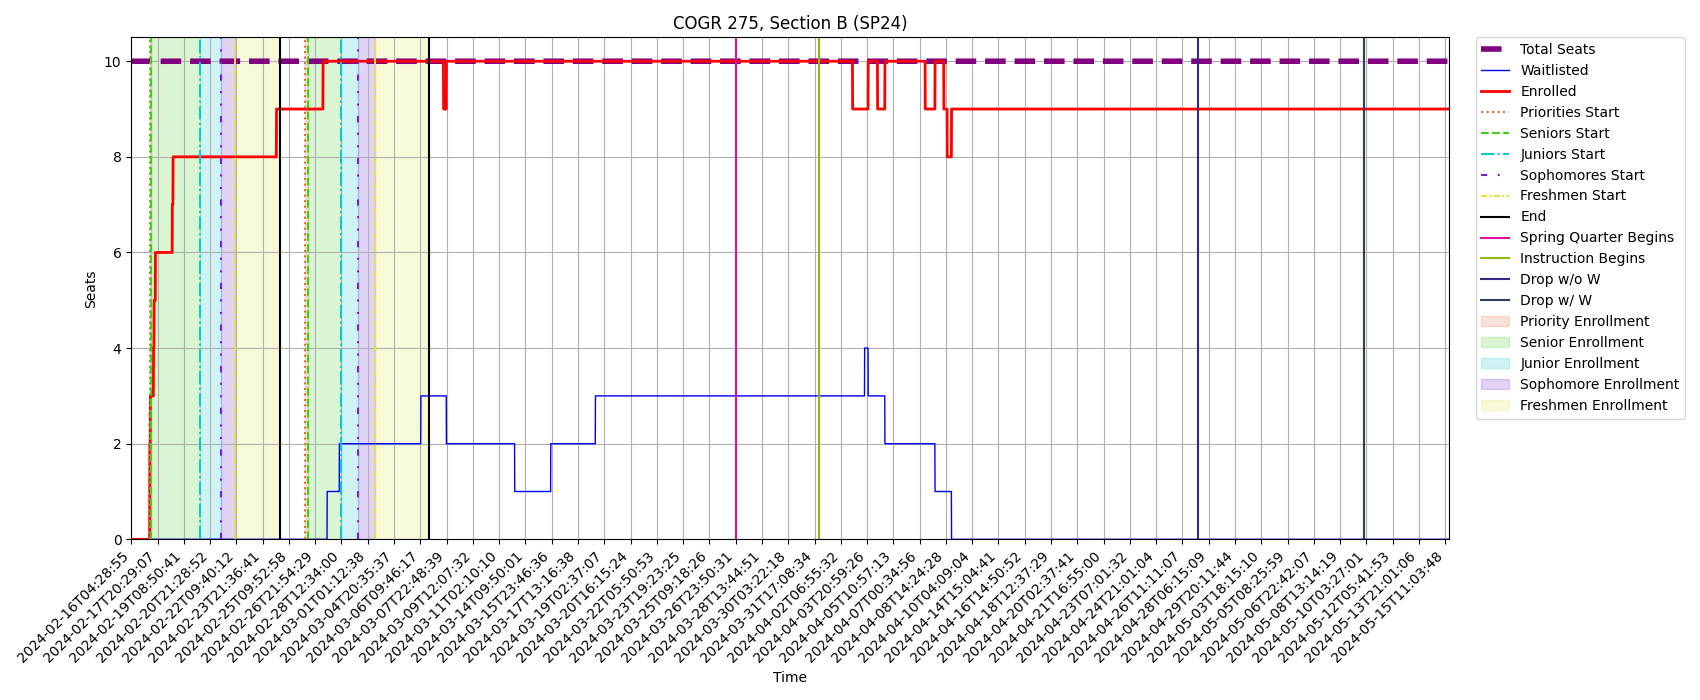 COGR 275, Section B (SP24)
Seats
10
8
6
4
2
0
2024-02-16T04:28:55
2024-02-17T20:29:07
2024-02-19T08:50:41
2024-02-20T21:28:52
2024-02-22T09:40:12
2024-02-23T21:36:41
2024-02-25T09:52:58
2024-02-26T21:54:29
2024-02-28T12:34:00
2024-03-01T01:12:38
2024-03-04T20:35:37
2024-03-06T09:46:17
2024-03-07T22:48:39
2024-03-09T12:07:32
2024-03-11T02:10:10
2024-03-14T09:50:01
2024-03-15T23:46:36
2024-03-17T13:16:38
2024-03-19T02:37:07
2024-03-20T16:15:24
2024-03-22T05:50:53
2024-03-23T19:23:25
2024-03-25T09:18:26
2024-03-26T23:50:31
2024-03-28T13:44:51
2024-03-30T03:22:18
2024-03-31T17:08:34
2024-04-02T06:55:32
2024-04-03T20:59:26
2024-04-05T10:57:13
2024-04-07T00:34:56
2024-04-08T14:24:28
2024-04-10T04:09:04
2024-04-14T15:04:41
2024-04-16T14:50:52
2024-04-18T12:37:29
2024-04-20T02:37:41
2024-04-21T16:55:00
2024-04-23T07:01:32
2024-04-24T21:01:04
2024-04-26T11:11:07
2024-04-28T06:15:09
2024-04-29T20:11:44
2024-05-03T18:15:10
2024-05-05T08:25:59
2024-05-06T22:42:07
2024-05-08T13:14:19
2024-05-10T03:27:01
2024-05-12T05:41:53
2024-05-13T21:01:06
2024-05-15T11:03:48
Time
Total Seats
Waitlisted
Enrolled
Priorities Start
Seniors Start
Juniors Start
Sophomores Start
Freshmen Start
End
Spring Quarter Begins
Instruction Begins
Drop w/o W
Drop w/ W
Priority Enrollment
Senior Enrollment
Junior Enrollment
Sophomore Enrollment
Freshmen Enrollment